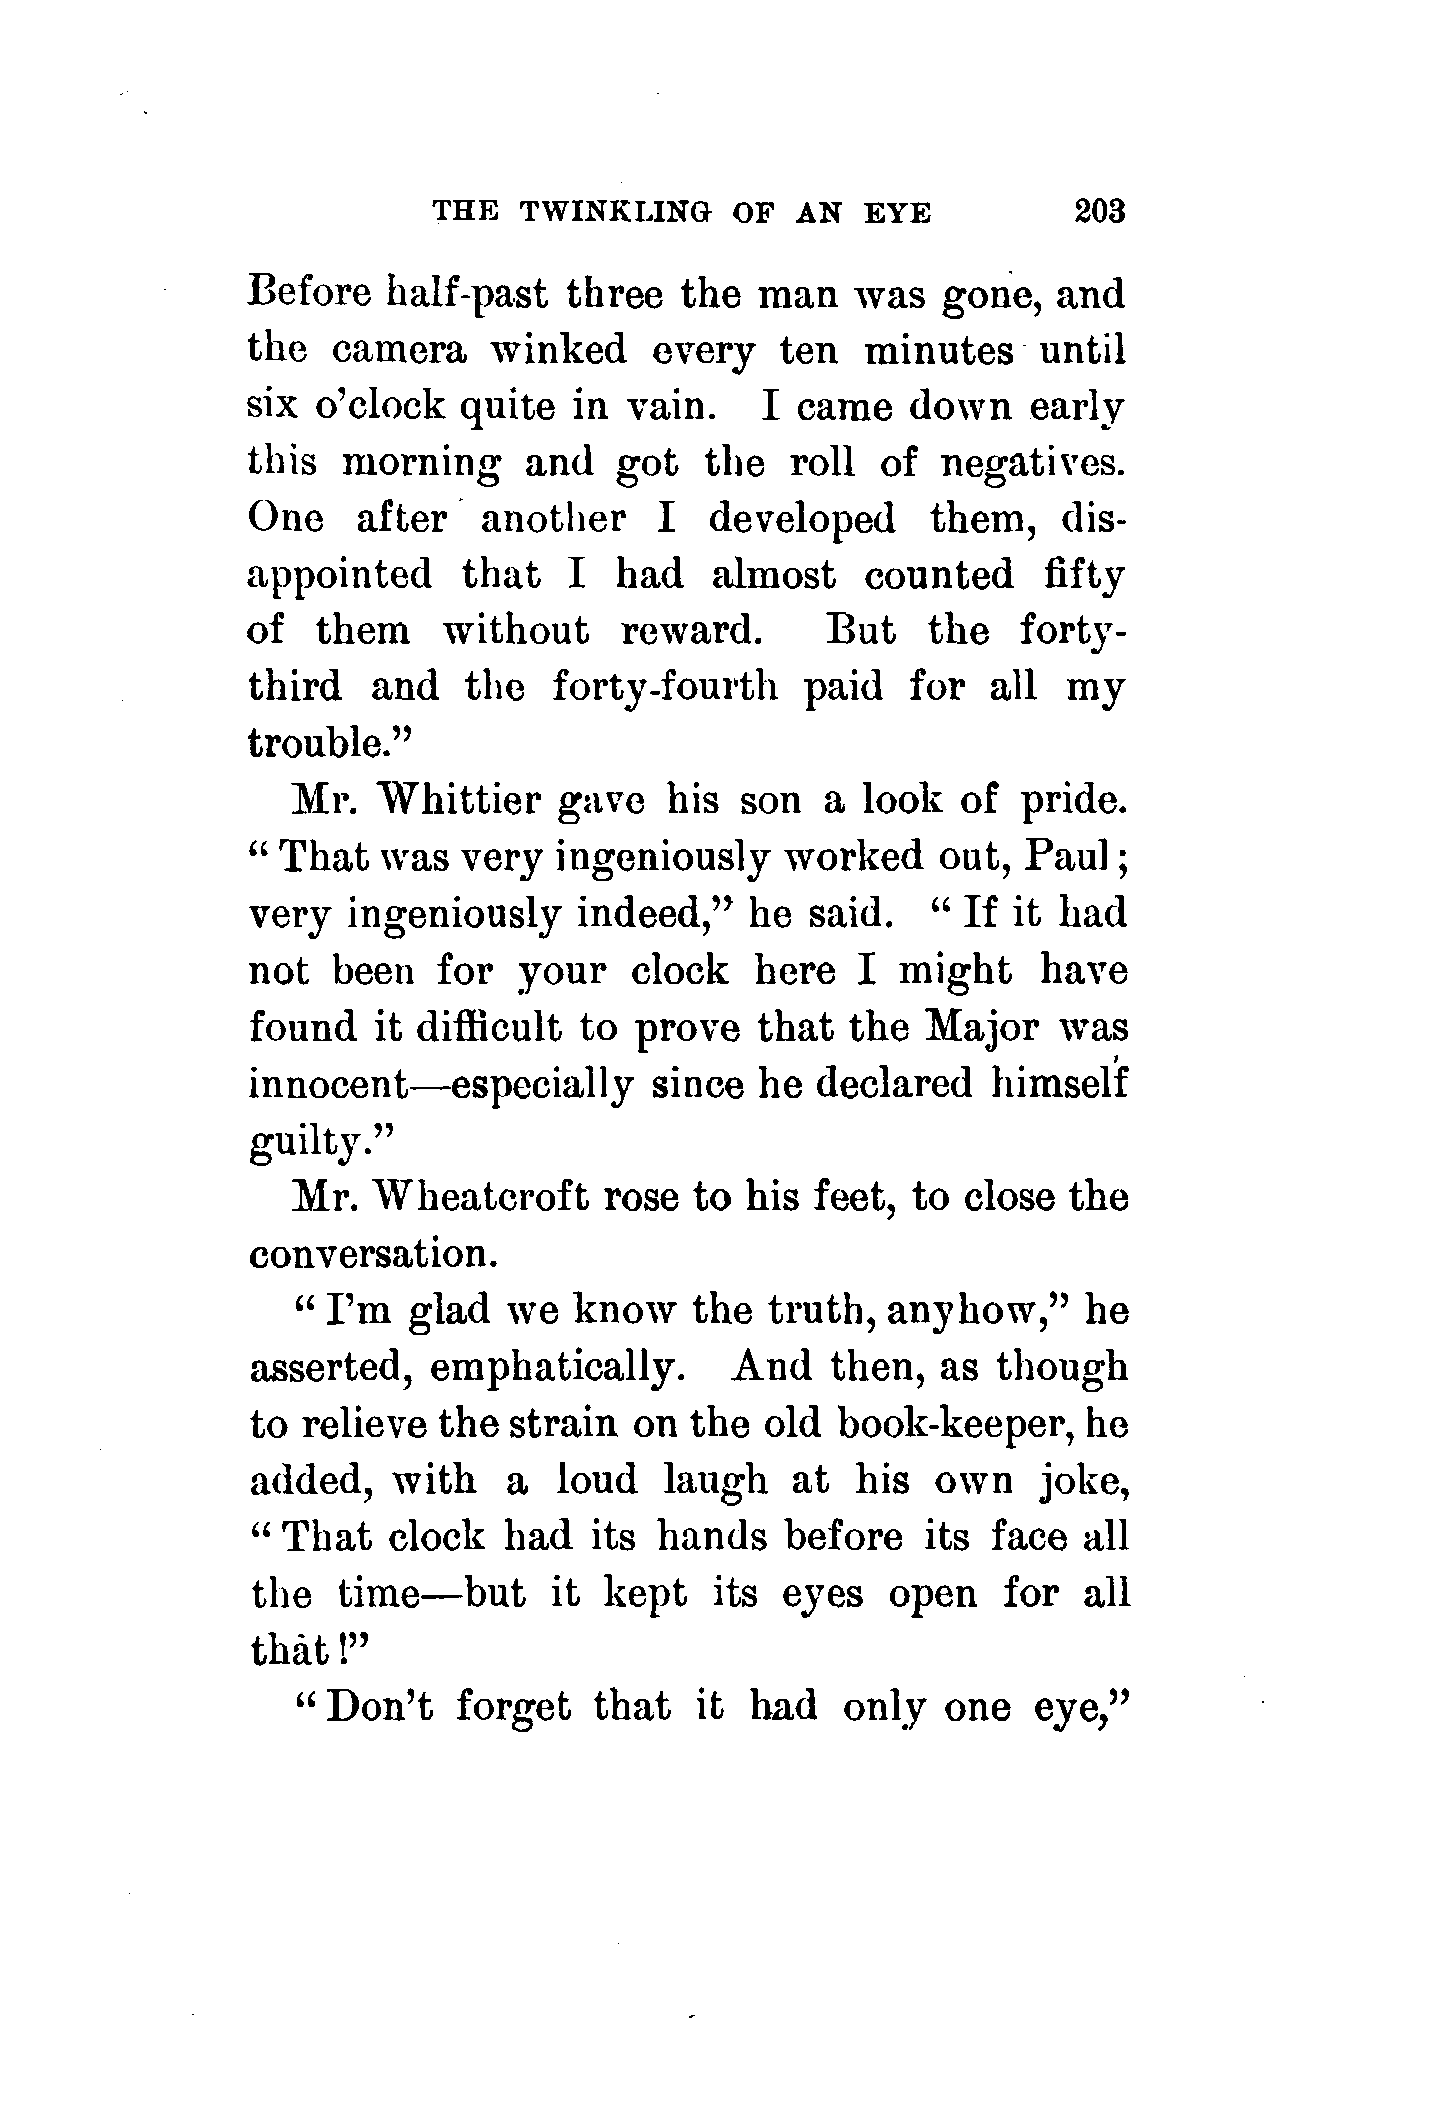 THE TWINKLING OF AN EYE 203
Before half-past three the man was gone, and
the camera winked every ten minutes until
six o'clock quite in vain. I came down early
this morning and got the roll of negatives.
One after another I developed them, dis-
appointed that I had almost counted fifty
of them without reward. But the forty-
third and the forty-fourth paid for all my
trouble.”
Mr. Whittier gave his son a look of pride.
“ That was very ingeniously worked out, Paul ;
very ingeniously indeed,” he said. “ If it had
not been for your clock here I might have
found it difficult to prove that the Major was
innocent—especially since he declared himself
guilty.”
Mr. Wheatcroft rose to his feet, to close the
conversation.
“ I'm glad we know the truth, anyhow,” he
asserted, emphatically. And then, as though
to relieve the strain on the old book-keeper, he
added, with a loud laugh at his own joke,
“ That clock had its hands before its face all
the time—but it kept its eyes open for all
that !”
“ Don't forget that it had only one eye,”